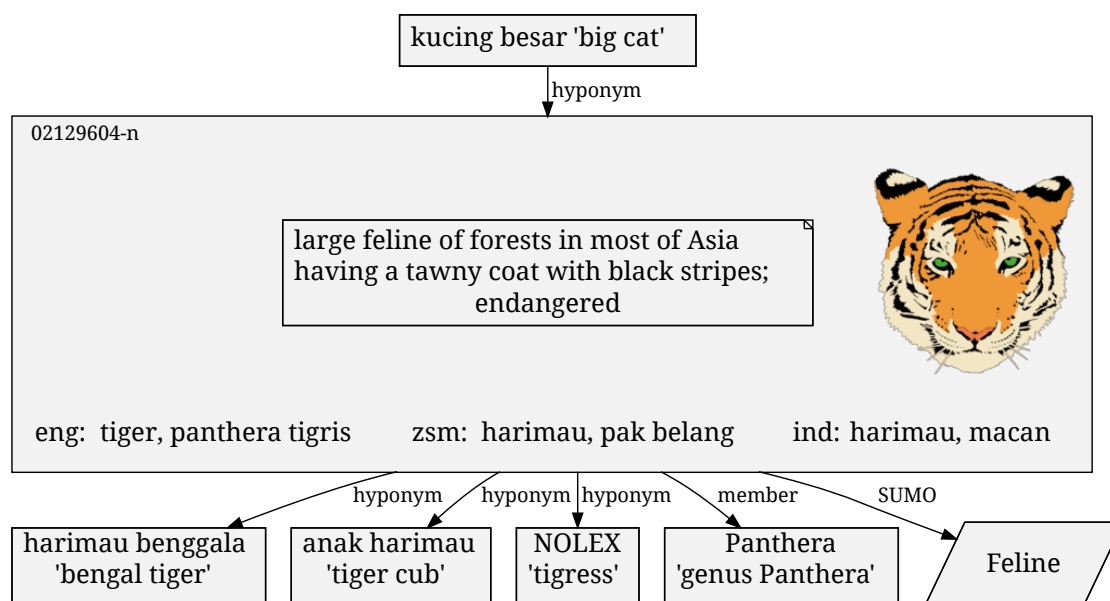 kucing besar 'big cat'
hyponym
02129604-n
large feline of forests in most of Asia
having a tawny coat with black stripes;
endangered
eng: tiger, panthera tigris zsm: harimau, pak belang ind: harimau, macan
hyponym hyponym hyponym member SUMO
harimau benggala
'bengal tiger'
anak harimau
'tiger cub'
NOLEX
'tigress'
Panthera
'genus Panthera'
Feline